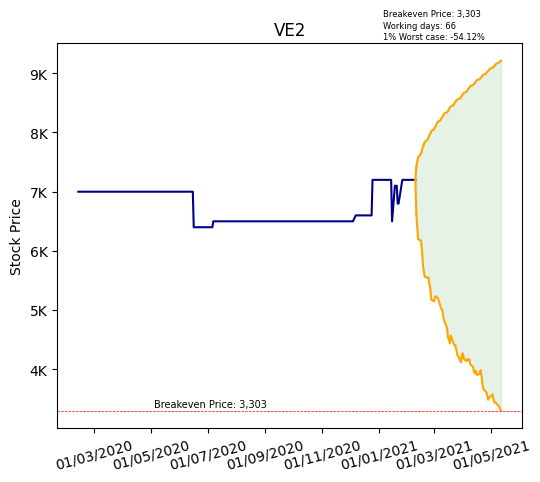 Breakeven Price: 3,303
Working days: 66
1% Worst case: -54.12%
VE2
Stock Price
9K
8K
7K
6K
5K
4K
Breakeven Price: 3,303
01/03/2020
01/05/2020
01/07/2020
01/09/2020
01/11/2020
01/01/2021
01/03/2021
01/05/2021